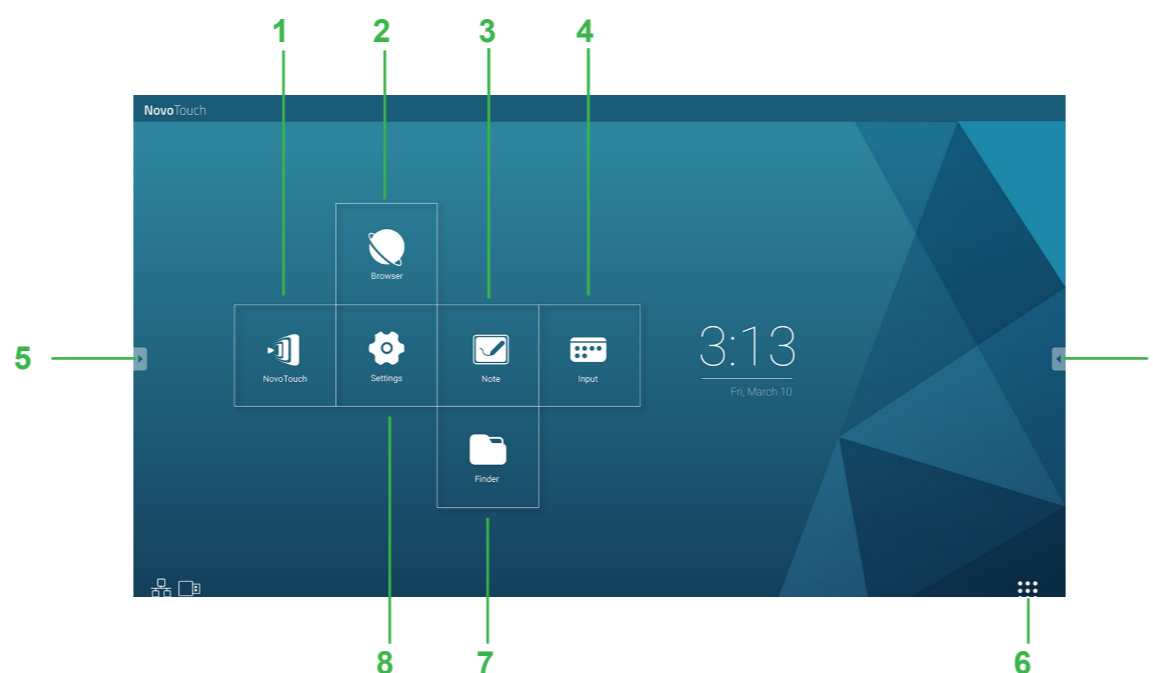 1 2 3 4
NovoTouch
Browser
5
NovoTouch Settings Note Input
3:13
Fri, March 10
Finder
8 7 6